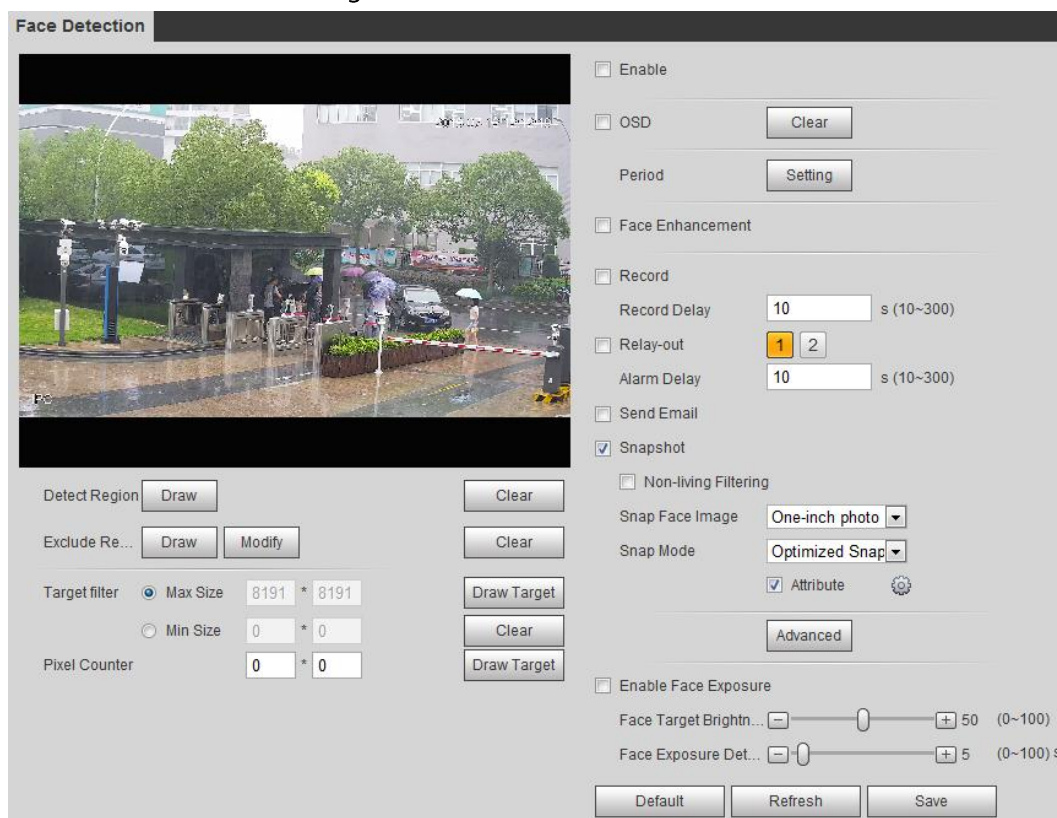 Face Detection
Enable
OSD Clear
Period Setting
Face Enhancement
Record
Record Delay 10 s (10~300)
Relay-out 1 2
Alarm Delay 10 s (10~300)
Send Email
Snapshot
Non-living Filtering
Snap Face Image One-inch photo
Snap Mode Optimized Snap
Attribute
Advanced
Enable Face Exposure
Face Target Brightn... 50 (0~100)
Face Exposure Det... 5 (0~100) s
Default Refresh Save
PC
Detect Region Draw Clear
Exclude Re... Draw Modify Clear
Target filter Max Size 8191 * 8191 Draw Target
Min Size 0 * 0 Clear
Pixel Counter 0 * 0 Draw Target